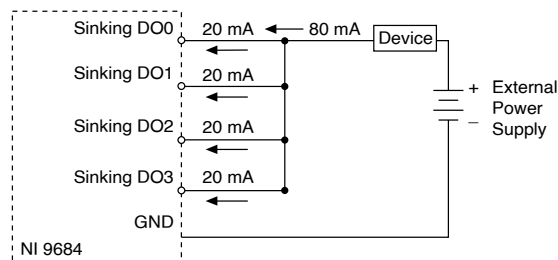 Sinking DO0 20 mA 80 mA Device
Sinking DO1 20 mA
+ External
Power
– Supply
Sinking DO2 20 mA
Sinking DO3 20 mA
GND
NI 9684